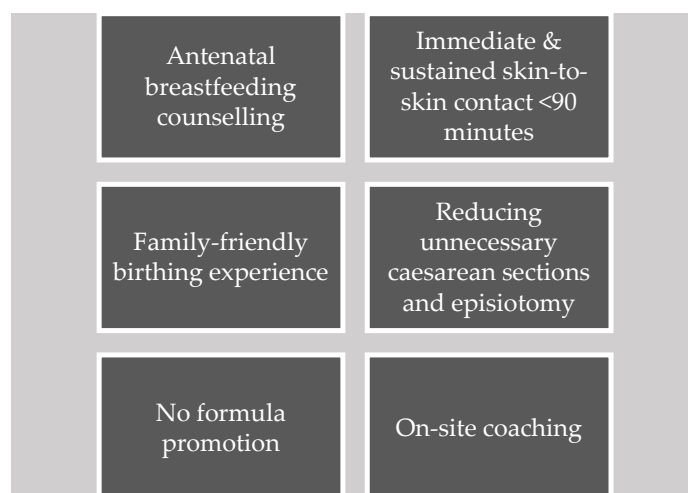 Antenatal
breastfeeding
counselling
Immediate &
sustained skin-to-
skin contact <90
minutes
Family-friendly
birthing experience
Reducing
unnecessary
caesarean sections
and episiotomy
No formula
promotion
On-site coaching